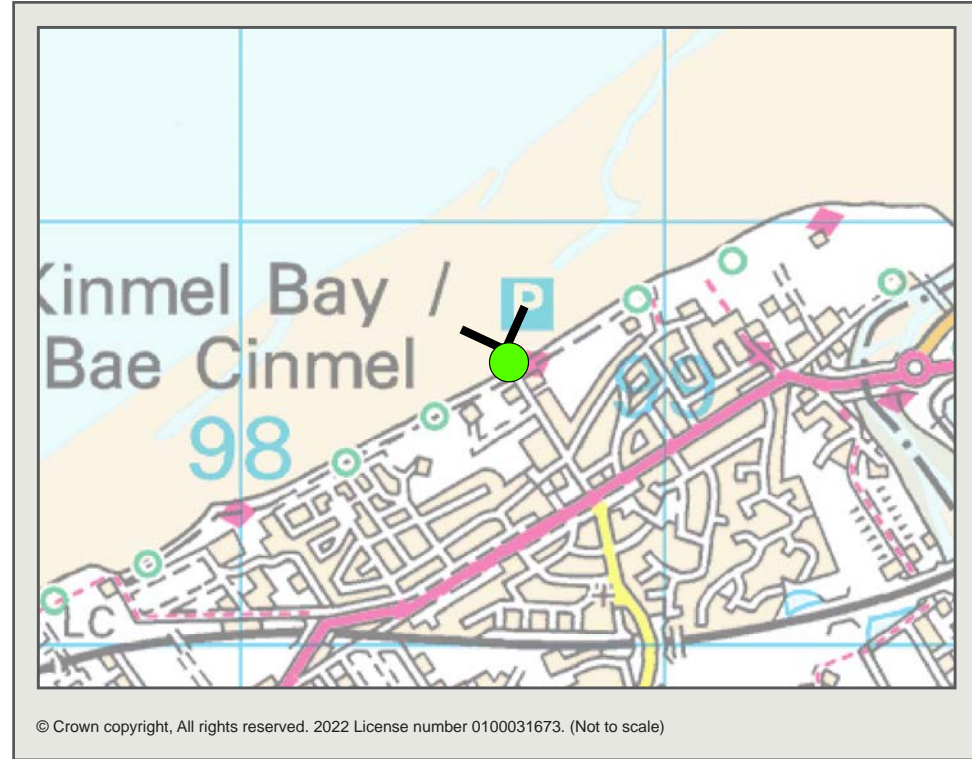 P
Kinmel Bay /
Bae Cinmel
99
98
LC
© Crown copyright, All rights reserved. 2022 License number 0100031673. (Not to scale)